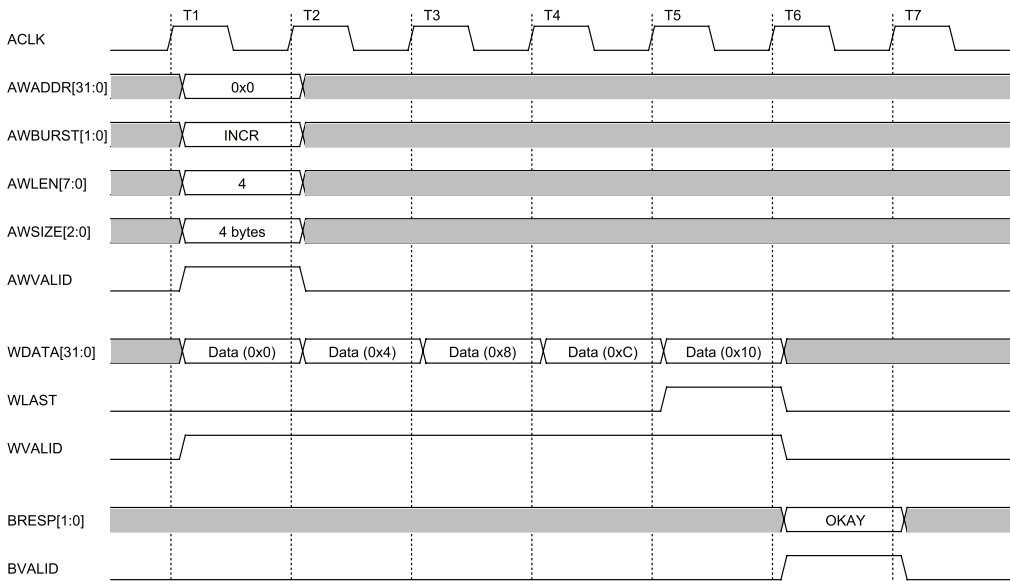 T1 T2 T3 T4 T5 T6 T7
ACLK
AWADDR[31:0] 0x0
AWBURST[1:0] INCR
AWLEN[7:0] 4
AWSIZE[2:0] 4 bytes
AWVALID
WDATA[31:0] Data (0x0) Data (0x4) Data (0x8) Data (0xC) Data (0x10)
WLAST
WVALID
BRESP[1:0] OKAY
BVALID